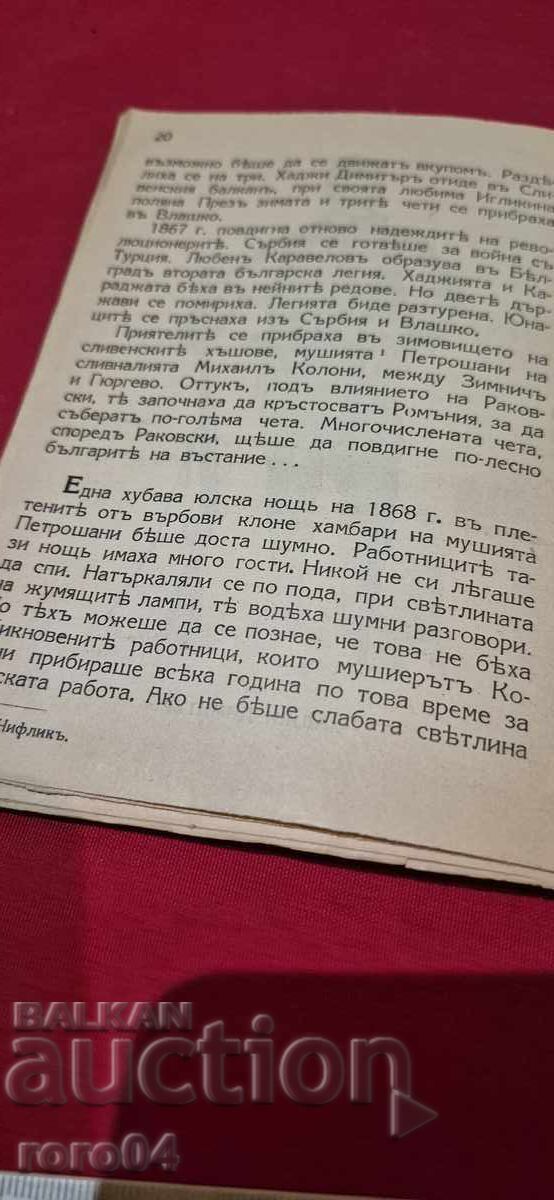 20
възможно бѣше да се движатъ вкупомъ. Раздѣ-
лиха се на три. Хаджи Димитъръ отиде въ Сли-
венския балканъ, при своята любима Игликина
поляна Презъ зимата и тритѣ чети се прибраха
въ Влашко.
1867 г. повдигна отново надеждитѣ на рево-
люционеритѣ. Сърбия се готвѣше за война съ
Турция. Любенъ Каравеловъ образува въ Бѣл-
градъ втората българска легия. Хаджията и Ка-
раджата бѣха въ нейнитѣ редове. Но дветѣ дър-
жави се помириха. Легията биде разтурена. Юна-
цитѣ се пръснаха изъ Сърбия и Влашко.
Приятелитѣ се прибраха въ зимовището на
сливенскитѣ хъшове, мушията¹ Петрошани на
сливналията Михаилъ Колони, между Зимничъ
и Гюргево. Оттукъ, подъ влиянието на Раков-
ски, тѣ започнаха да кръстосватъ Ромъния, за да
събератъ по-голѣма чета. Многочислената чета,
споредъ Раковски, щѣше да повдигне по-лесно
българитѣ на въстание...
Една хубава юлска нощь на 1868 г. въ пле-
тенитѣ отъ върбови клоне хамбари на мушията
Петрошани бѣше доста шумно. Работницитѣ та-
зи нощь имаха много гости. Никой не си лѣгаше
да спи. Натъркаляли се по пода, при свѣтлината
на жумящитѣ лампи, тѣ водѣха шумни разговори.
о тѣхъ можеше да се познае, че това не бѣха
икновенитѣ работници, които мушиерътъ Ко-
ни прибираше всѣка година по това време за
ската работа. Ако не бѣше слабата свѣтлина
Чифликъ.
BALKAN
auction
roro04